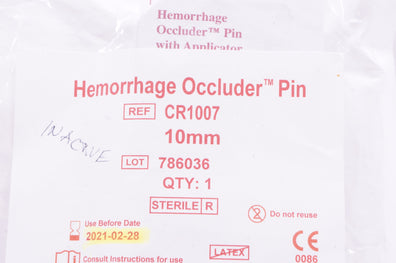 Hemorrhage
Occluder™ Pin
with Applicator
Hemorrhage Occluder™ Pin
REF CR1007
10mm
INACTIVE
LOT 786036
QTY: 1
STERILE R
Use Before Date
2021-02-28
Do not reuse
Consult Instructions for use
LATEX
CE
0086